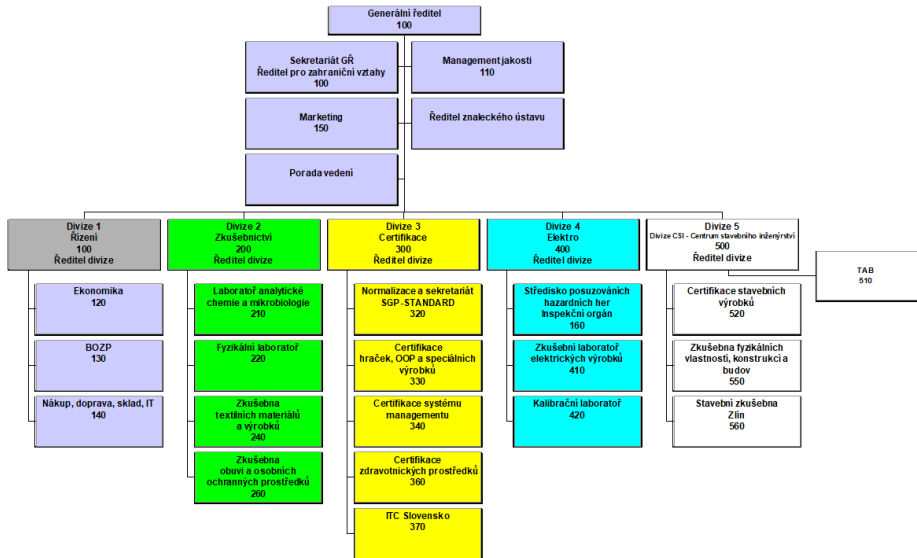 Generální ředitel
100
Sekretariát GŘ
Ředitel pro zahraniční vztahy
100
Management jakosti
110
Marketing
150
Ředitel znaleckého ústavu
Porada vedení
Divize 1
Řízení
100
Ředitel divize
Divize 2
Zkušebnictví
200
Ředitel divize
Divize 3
Certifikace
300
Ředitel divize
Divize 4
Elektro
400
Ředitel divize
Divize 5
Divize CSI - Centrum stavebního inženýrství
500
Ředitel divize
TAB
510
Ekonomika
120
BOZP
130
Nákup, doprava, sklad, IT
140
Laboratoř analytické
chemie a mikrobiologie
210
Fyzikální laboratoř
220
Zkušebna
textilních materiálů
a výrobků
240
Zkušebna
obuvi a osobních
ochranných prostředků
260
Normalizace a sekretariát
SGP-STANDARD
320
Certifikace
hraček, OOP a speciálních
výrobků
330
Certifikace systému
managementu
340
Certifikace
zdravotnických prostředků
360
ITC Slovensko
370
Středisko posuzováních
hazardních her
Inspekční orgán
160
Zkušební laboratoř
elektrických výrobků
410
Kalibrační laboratoř
420
Certifikace stavebních
výrobků
520
Zkušebna fyzikálních
vlastností, konstrukcí a
budov
550
Stavební zkušebna
Zlín
560